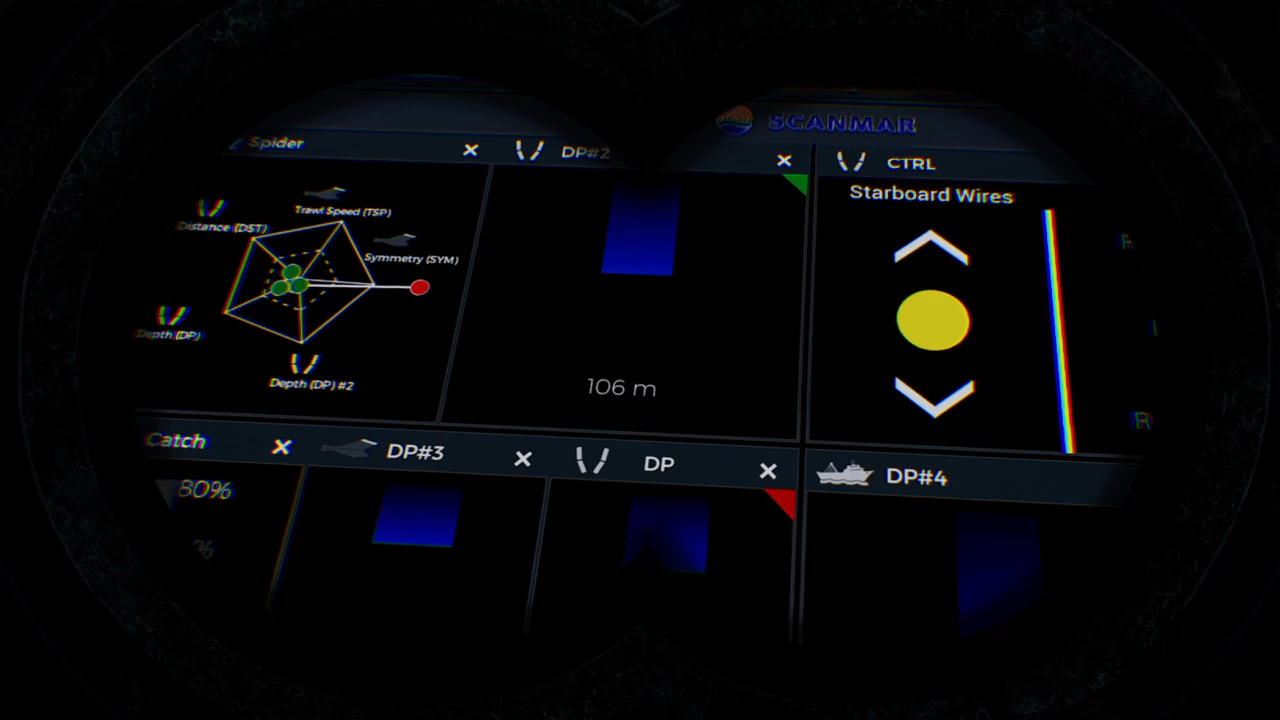 SCANMAR
Spider
DP#2
CTRL
Starboard Wires
Trawl Speed (TSP)
Distance (DST)
Symmetry (SYM)
Depth (DP)
Depth (DP) #2
106 m
R
Catch
DP#3
DP
DP#4
80%
%